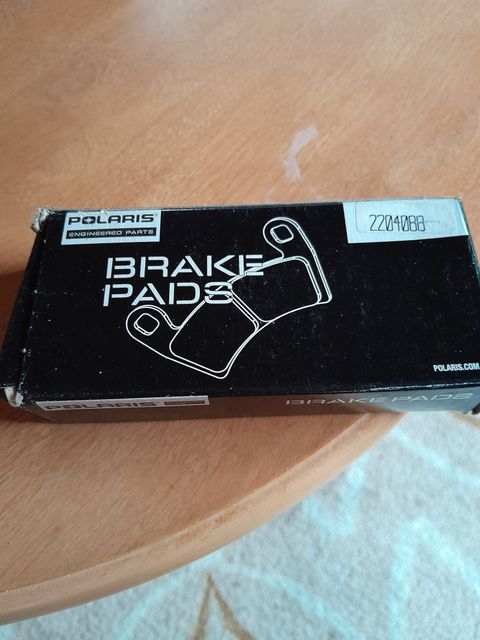 POLARIS
ENGINEERED PARTS
2204088
BRAKE
PADS
POLARIS.COM
POLARIS
BRAKE PADS